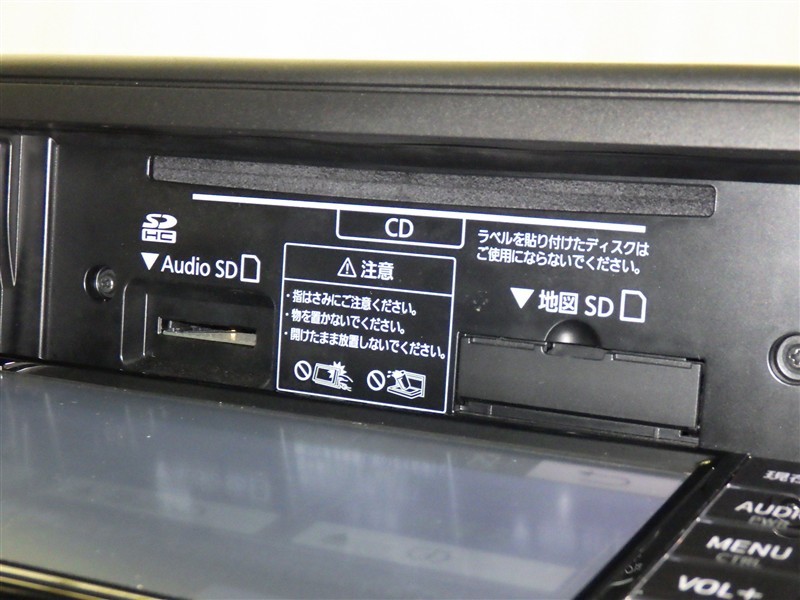 CD
ラベルを貼り付けたディスクは
ご使用にならないでください。
SD
HC
▼Audio SD
⚠注意
・指はさみにご注意ください。
・物を置かないでください。
・開けたまま放置しないでください。
▼地図 SD
CD
現在
AUDIO
PWR
MENU
CTRL
VOL+